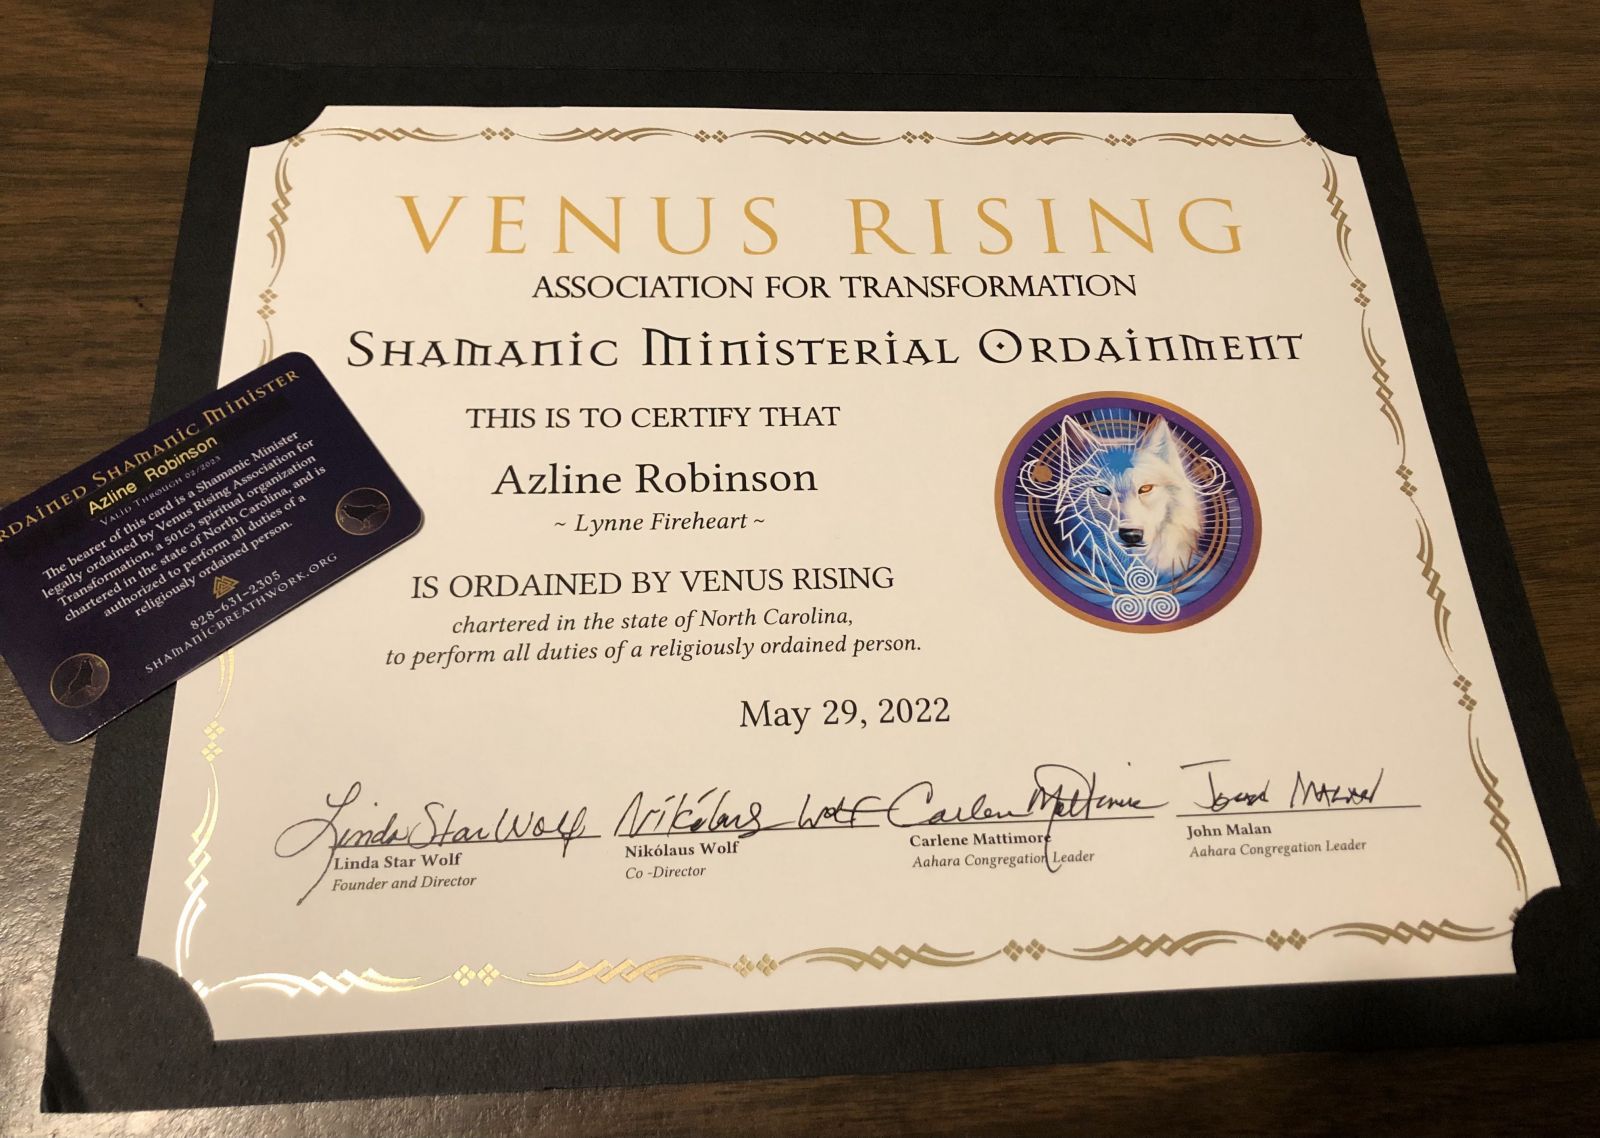 VENUS RISING
ASSOCIATION FOR TRANSFORMATION
SHAMANIC MINISTERIAL ORDAINMENT
THIS IS TO CERTIFY THAT
Azline Robinson
~ Lynne Fireheart ~
IS ORDAINED BY VENUS RISING
chartered in the state of North Carolina,
to perform all duties of a religiously ordained person.
May 29, 2022
Linda Star Wolf
Nikólaus Wolf
Carlene Mattimore
John Malan
Linda Star Wolf
Founder and Director
Nikólaus Wolf
Co -Director
Carlene Mattimore
Aahara Congregation Leader
John Malan
Aahara Congregation Leader
RDAINED SHAMANIC MINISTER
Azline Robinson
VALID THROUGH 02/2023
The bearer of this card is a Shamanic Minister
legally ordained by Venus Rising Association for
Transformation, a 501c3 spiritual organization
chartered in the state of North Carolina, and is
authorized to perform all duties of a
religiously ordained person.
828-631-2305
SHAMANICBREATHWORK.ORG